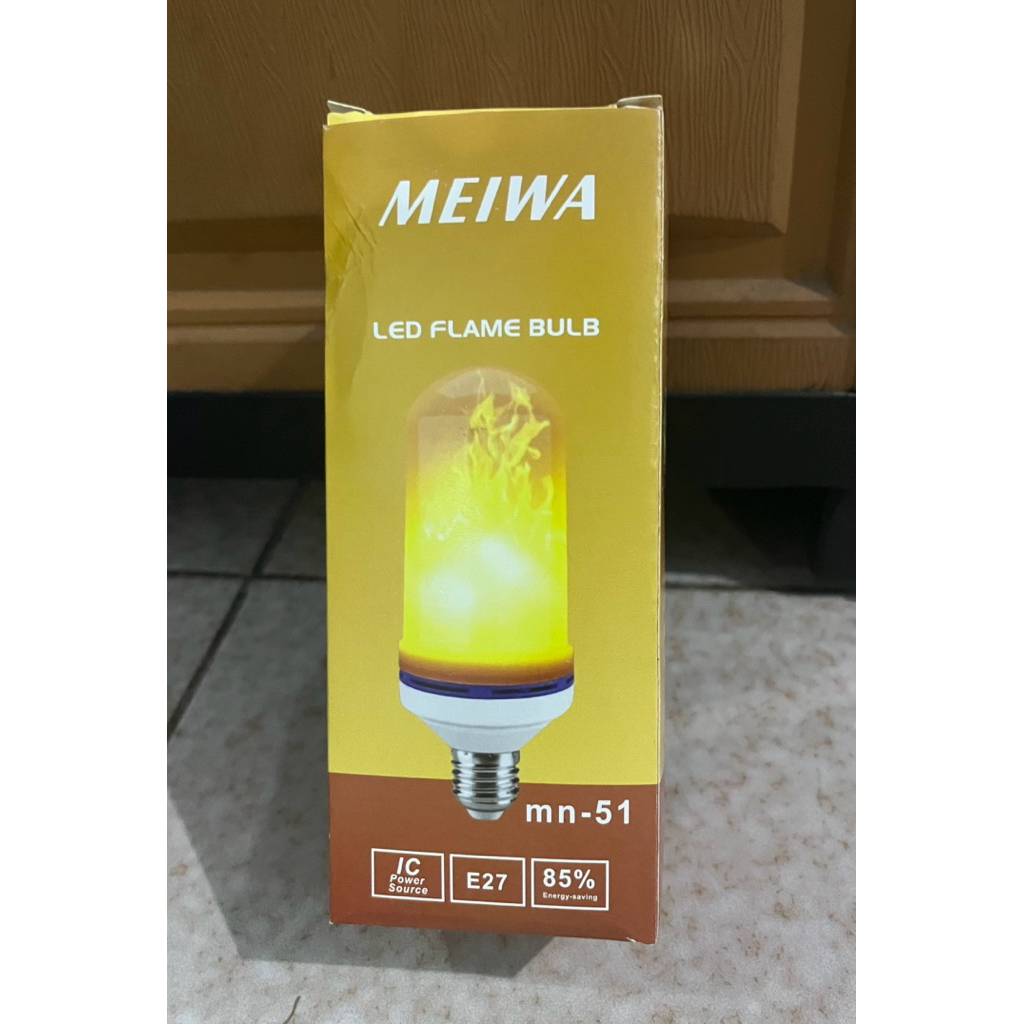 MEIWA
LED FLAME BULB
mn-51
IC
Power
Source
E27
85%
Energy-saving